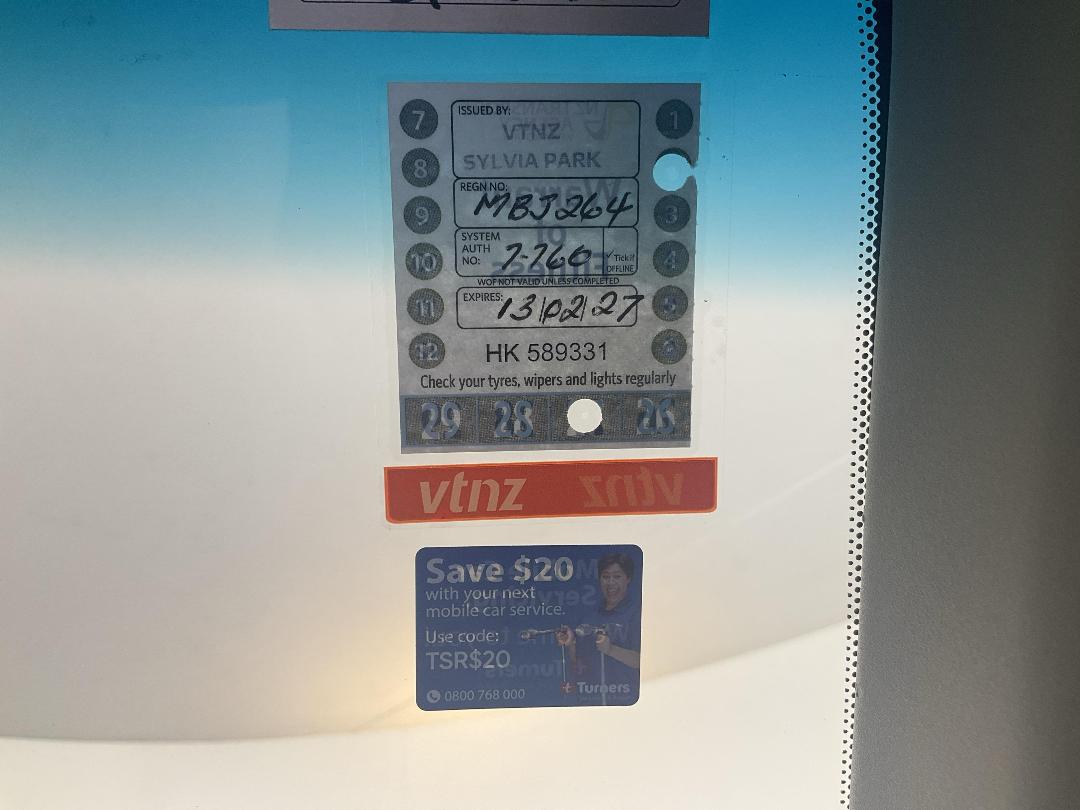 7
8
9
10
11
12
ISSUED BY:
VTNZ
SYLVIA PARK
REGN NO:
MBJ264
SYSTEM
AUTH
NO:
7-760
✓ Tick if
OFFLINE
WOF NOT VALID UNLESS COMPLETED
EXPIRES:
13/02/27
HK 589331
1
3
4
5
6
Check your tyres, wipers and lights regularly
29 28 26
vtnz
Save $20
with your next
mobile car service.
Use code:
TSR$20
0800 768 000
Turners